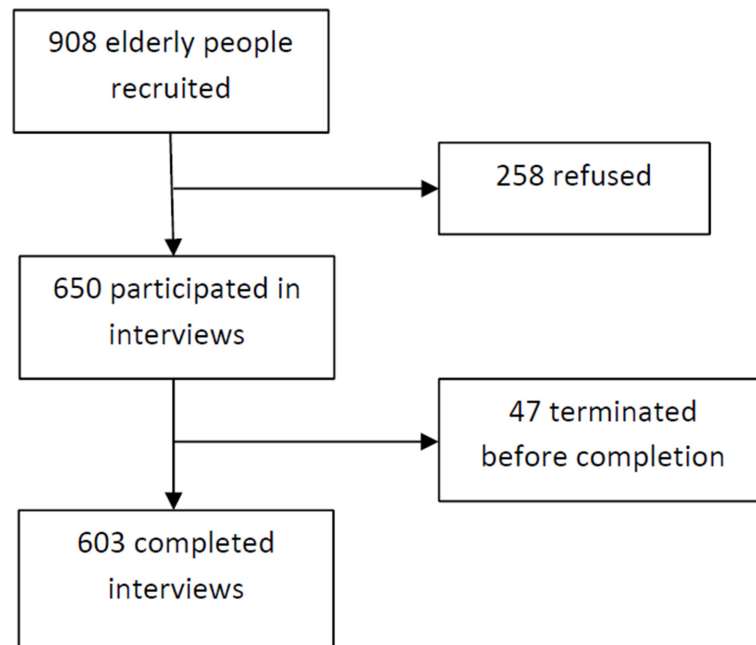 908 elderly people
recruited
258 refused
650 participated in
interviews
47 terminated
before completion
603 completed
interviews